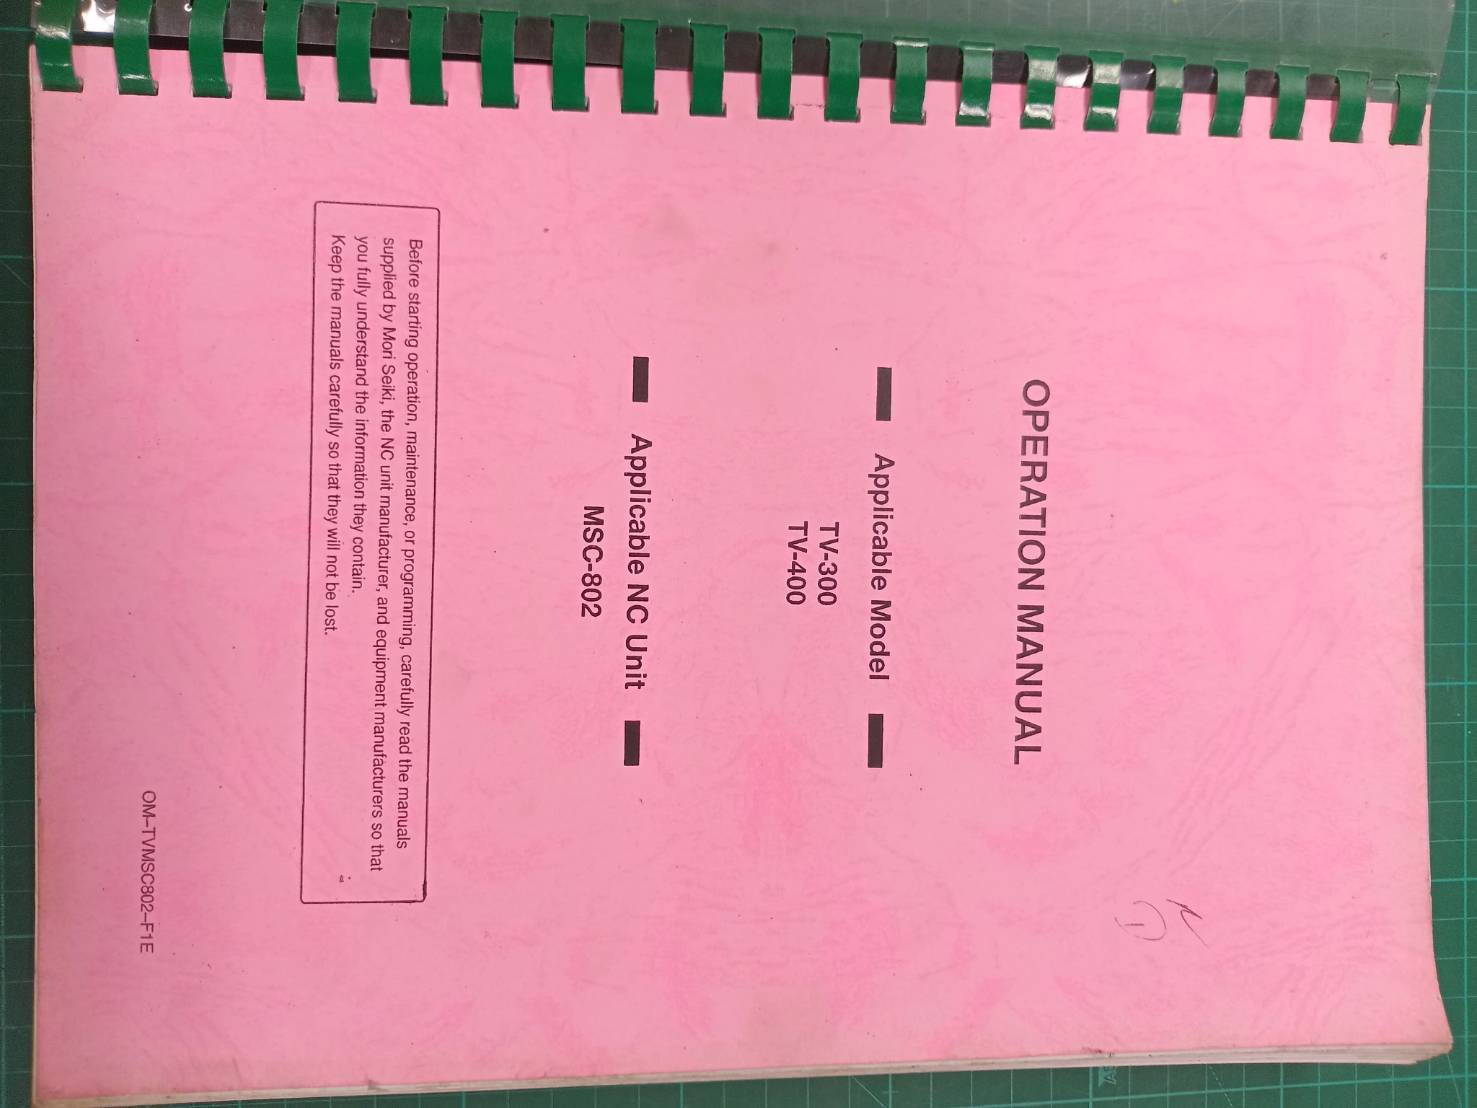 OPERATION MANUAL
Applicable Model
TV-300
TV-400
Applicable NC Unit
MSC-802
Before starting operation, maintenance, or programming, carefully read the manuals
supplied by Mori Seiki, the NC unit manufacturer, and equipment manufacturers so that
you fully understand the information they contain.
Keep the manuals carefully so that they will not be lost.
OM–TVMSC802–F1E